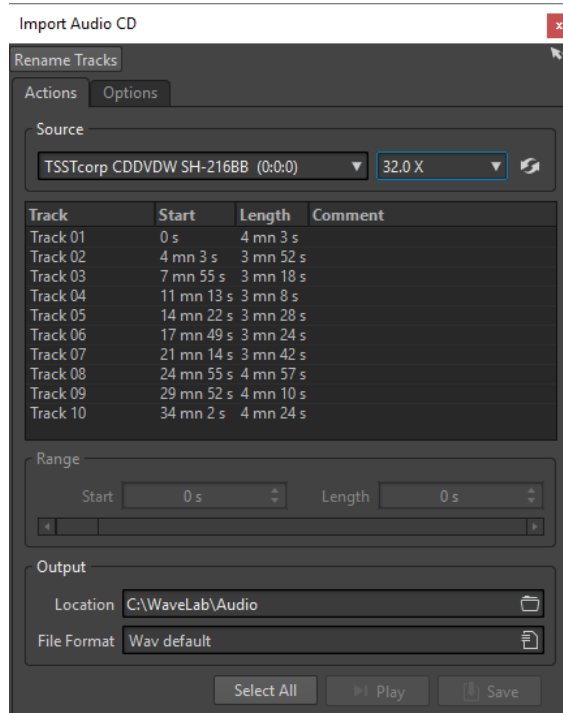 Import Audio CD x
Rename Tracks
Actions Options
Source
TSSTcorp CDDVDW SH-216BB (0:0:0) 32.0 X
Track Start Length Comment
Track 01 0 s 4 mn 3 s
Track 02 4 mn 3 s 3 mn 52 s
Track 03 7 mn 55 s 3 mn 18 s
Track 04 11 mn 13 s 3 mn 8 s
Track 05 14 mn 22 s 3 mn 28 s
Track 06 17 mn 49 s 3 mn 24 s
Track 07 21 mn 14 s 3 mn 42 s
Track 08 24 mn 55 s 4 mn 57 s
Track 09 29 mn 52 s 4 mn 10 s
Track 10 34 mn 2 s 4 mn 24 s
Range
Start 0 s Length 0 s
Output
Location C:\WaveLab\Audio
File Format Wav default
Select All Play Save